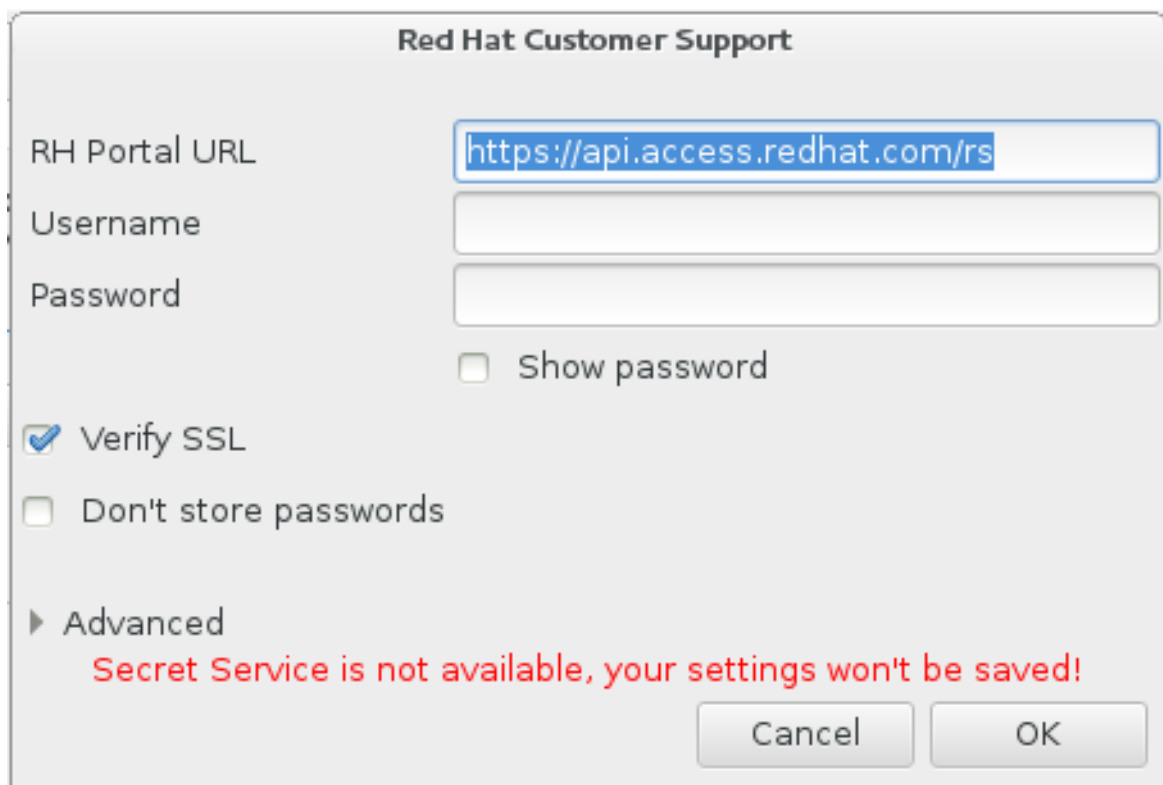 Red Hat Customer Support
RH Portal URL https://api.access.redhat.com/rs
Username
Password
Show password
Verify SSL
Don't store passwords
Advanced
Secret Service is not available, your settings won't be saved!
Cancel OK